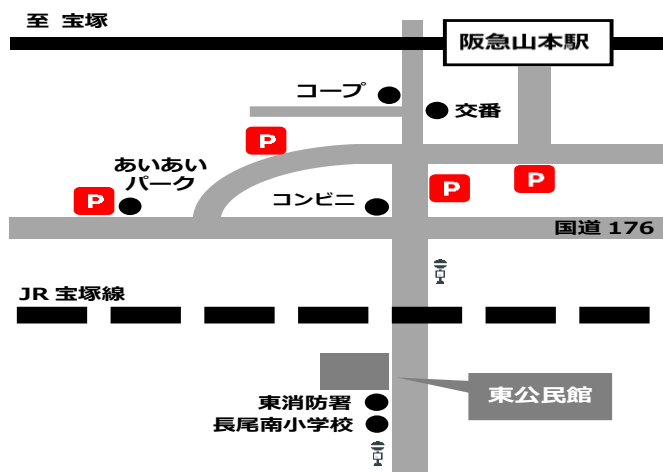 至 宝塚
阪急山本駅
コープ
交番
P
あいあい
パーク
P
P
P
コンビニ
国道 176
JR 宝塚線
東公民館
東消防署
長尾南小学校